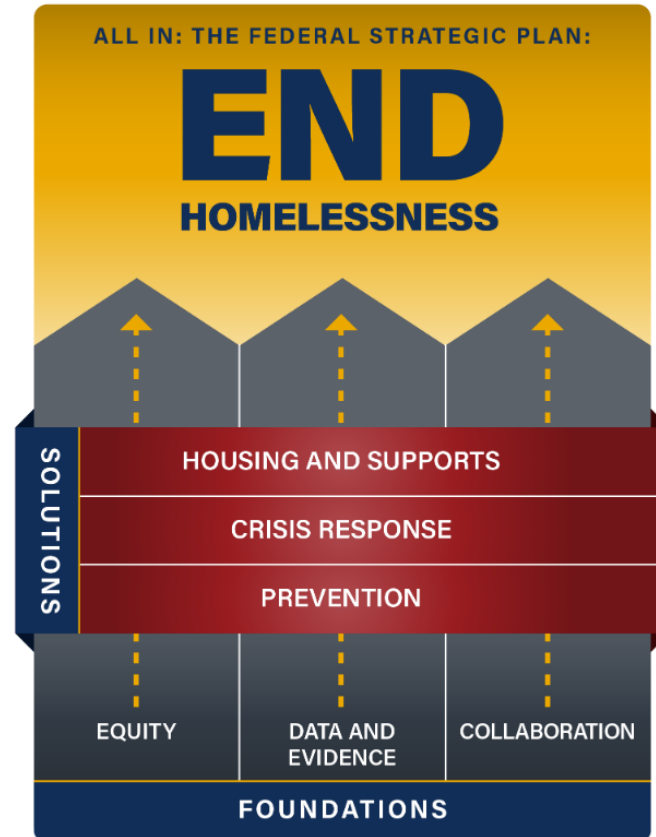 ALL IN: THE FEDERAL STRATEGIC PLAN:
END
HOMELESSNESS
SOLUTIONS
HOUSING AND SUPPORTS
CRISIS RESPONSE
PREVENTION
EQUITY
DATA AND
EVIDENCE
COLLABORATION
FOUNDATIONS